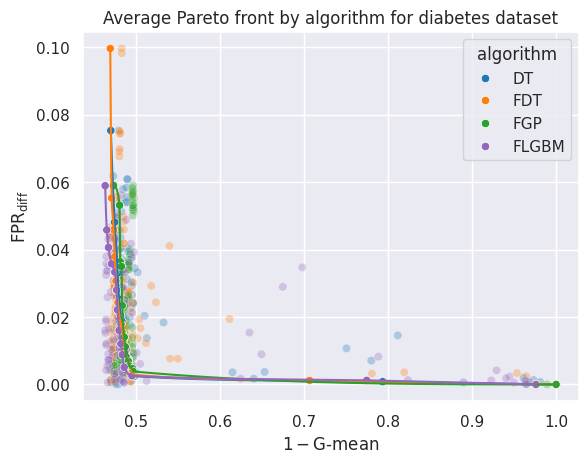 Average Pareto front by algorithm for diabetes dataset
algorithm
DT
FDT
FGP
FLGBM
FPR_diff
0.10
0.08
0.06
0.04
0.02
0.00
0.5
0.6
0.7
0.8
0.9
1.0
1 − G-mean